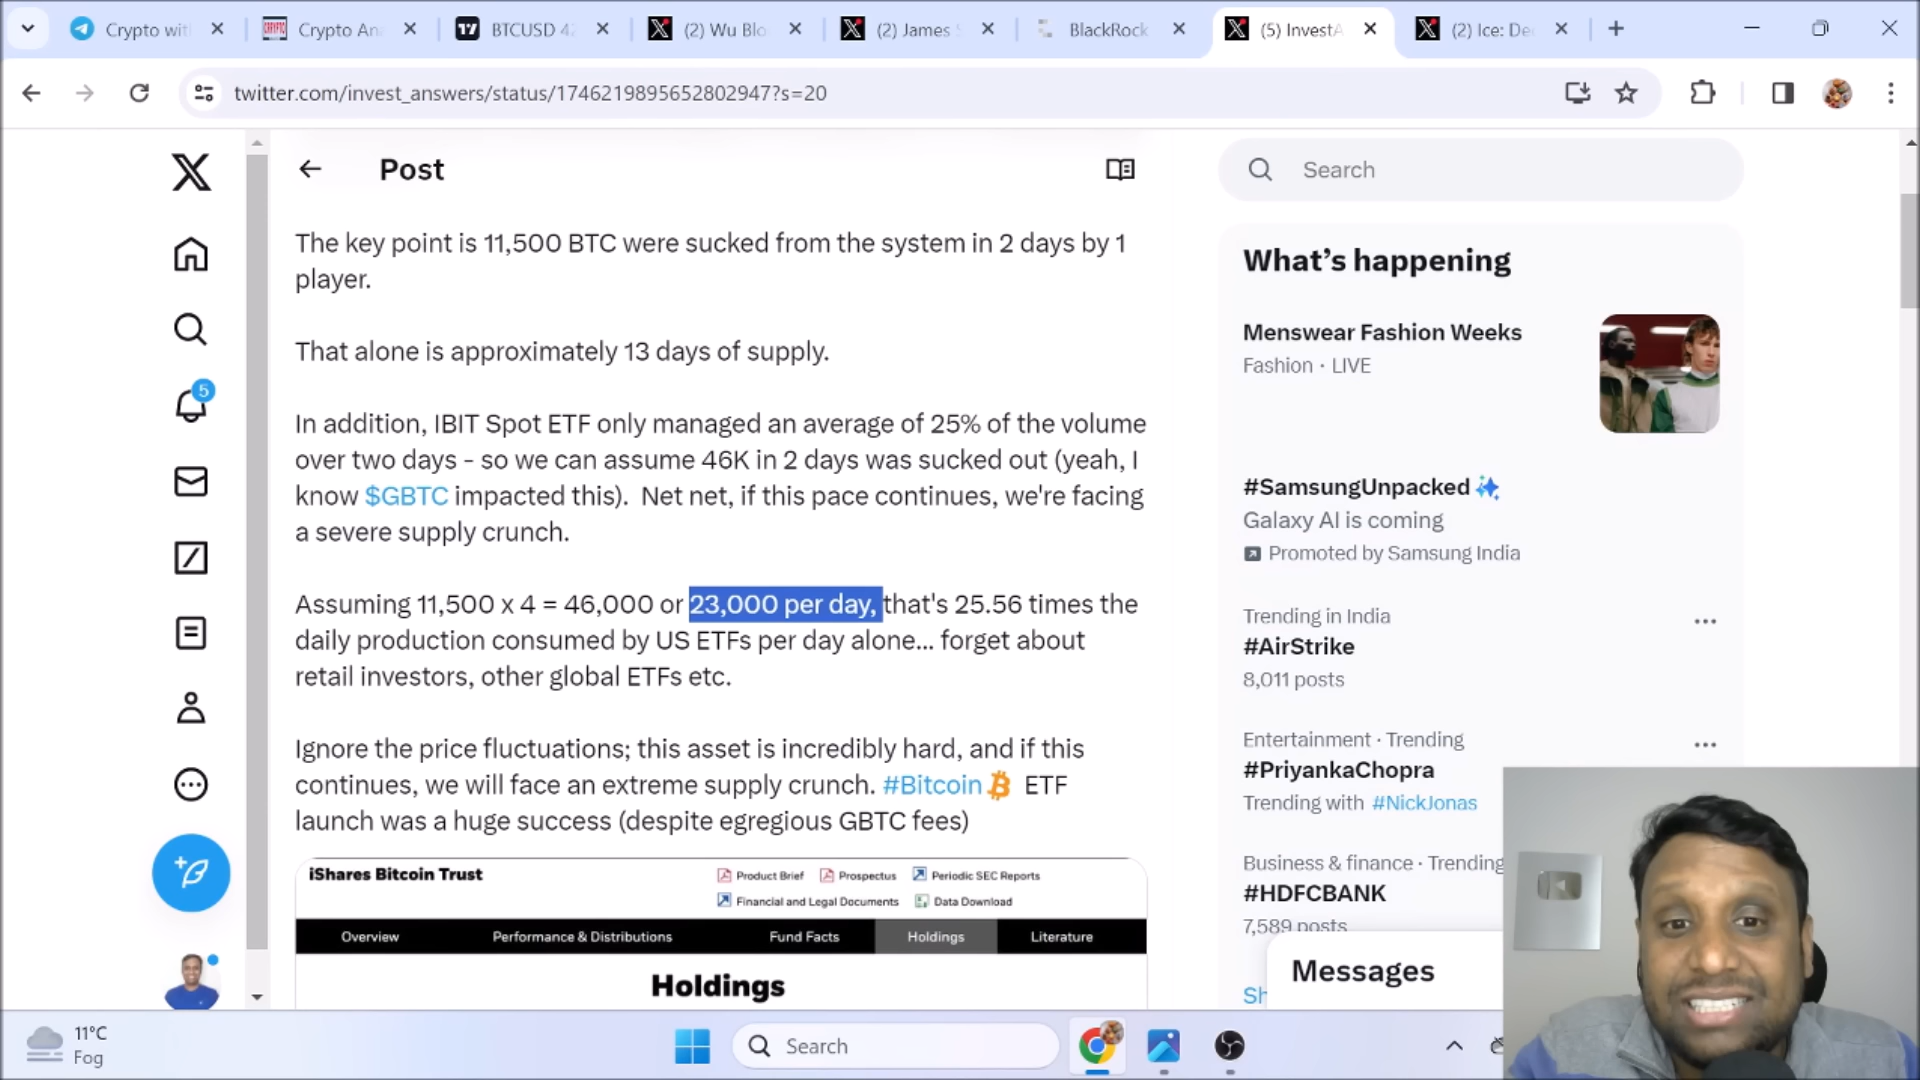 Crypto wit
Crypto An
BTCUSD 42
(2) Wu Blo
(2) James S
BlackRock
(5) InvestA
(2) Ice: De
twitter.com/invest_answers/status/1746219895652802947?s=20
Post
Search
The key point is 11,500 BTC were sucked from the system in 2 days by 1
player.
That alone is approximately 13 days of supply.
In addition, IBIT Spot ETF only managed an average of 25% of the volume
over two days - so we can assume 46K in 2 days was sucked out (yeah, I
know $GBTC impacted this). Net net, if this pace continues, we're facing
a severe supply crunch.
Assuming 11,500 x 4 = 46,000 or 23,000 per day, that's 25.56 times the
daily production consumed by US ETFs per day alone... forget about
retail investors, other global ETFs etc.
Ignore the price fluctuations; this asset is incredibly hard, and if this
continues, we will face an extreme supply crunch. #Bitcoin ETF
launch was a huge success (despite egregious GBTC fees)
iShares Bitcoin Trust
Product Brief
Prospectus
Periodic SEC Reports
Financial and Legal Documents
Data Download
Overview
Performance & Distributions
Fund Facts
Holdings
Literature
Holdings
5
What's happening
Menswear Fashion Weeks
Fashion · LIVE
#SamsungUnpacked
Galaxy AI is coming
Promoted by Samsung India
Trending in India
#AirStrike
8,011 posts
Entertainment · Trending
#PriyankaChopra
Trending with #NickJonas
Business & finance · Trending
#HDFCBANK
7,589 posts
Sh
Messages
11°C
Fog
Search